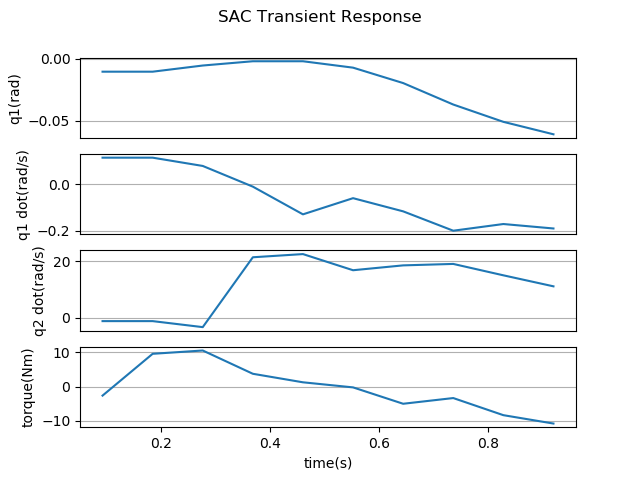 SAC Transient Response
0.00
−0.05
q1(rad)
0.0
−0.2
q1 dot(rad/s)
20
0
q2 dot(rad/s)
10
0
−10
torque(Nm)
0.2 0.4 0.6 0.8
time(s)